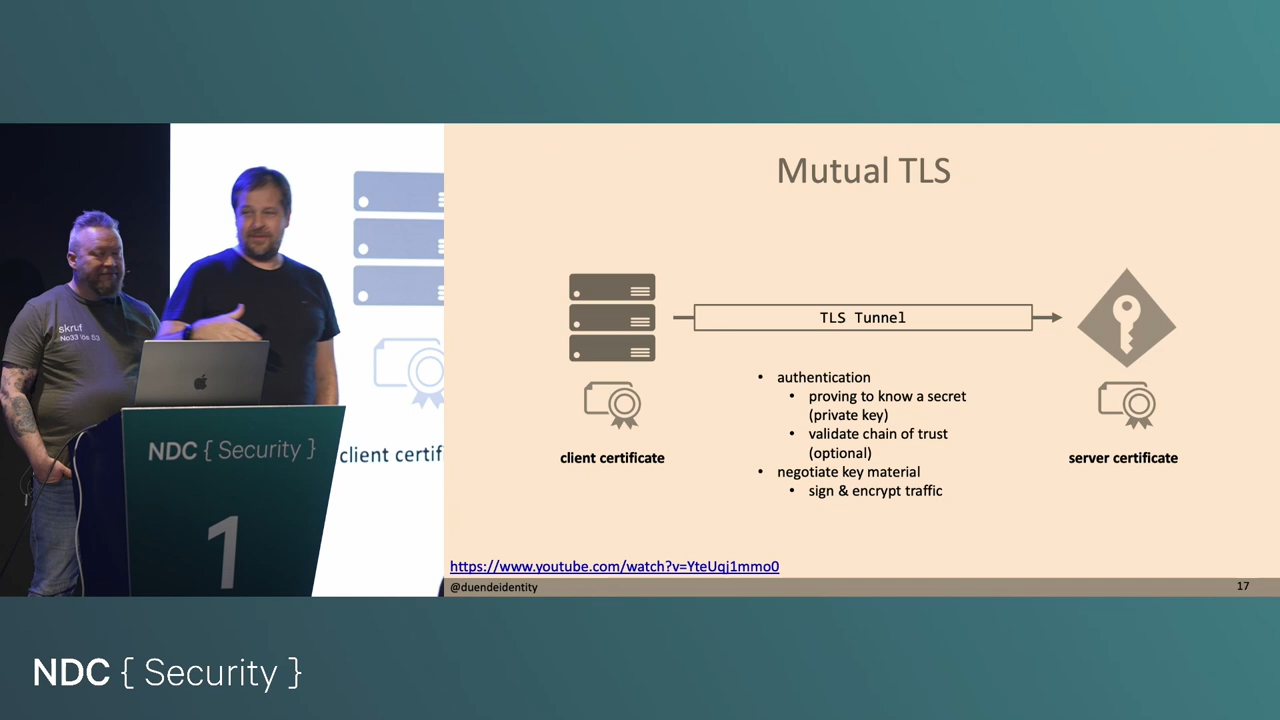 Mutual TLS
TLS Tunnel
• authentication
• proving to know a secret
(private key)
• validate chain of trust
(optional)
• negotiate key material
• sign & encrypt traffic
client certificate
server certificate
https://www.youtube.com/watch?v=YteUqj1mmo0
@duendeidentity
17
skruf
NDC { Security }
1
client certif
NDC { Security }